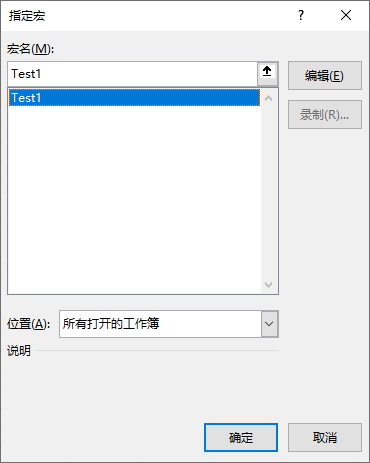 指定宏
?
宏名(M):
Test1
编辑(E)
Test1
录制(R)...
位置(A):
所有打开的工作簿
说明
确定
取消